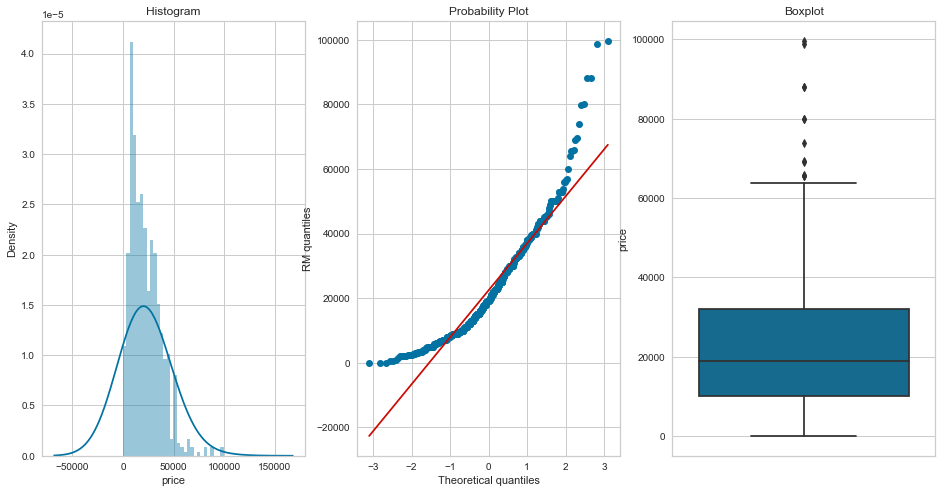 Histogram
1e−5
4.0
3.5
3.0
2.5
2.0
1.5
1.0
0.5
0.0
Density
−50000 0 50000 100000 150000
price
Probability Plot
100000
80000
60000
40000
20000
0
−20000
RM quantiles
−3 −2 −1 0 1 2 3
Theoretical quantiles
Boxplot
100000
80000
60000
40000
20000
0
price